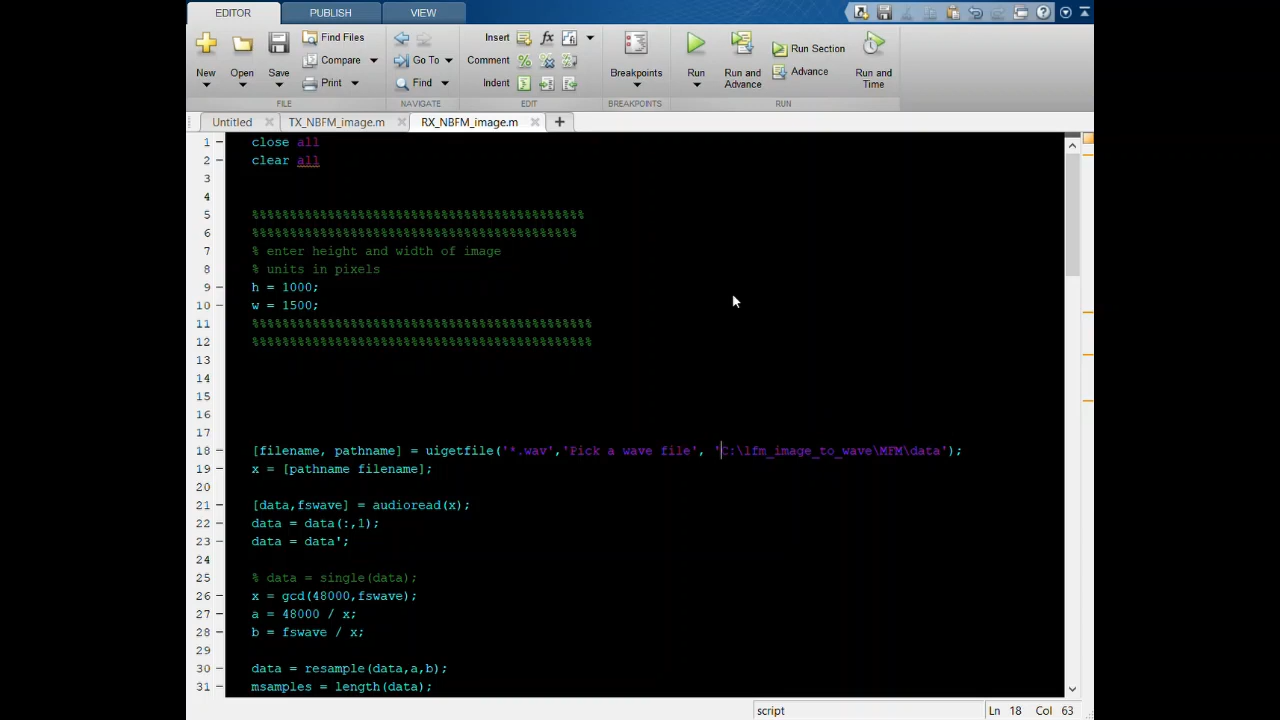 EDITOR PUBLISH VIEW
New Open Save Find Files Compare Print FILE
Go To Find NAVIGATE
Insert fx Comment % Indent EDIT
Breakpoints BREAKPOINTS
Run Run and Advance Run Section Advance Run and Time RUN
Untitled TX_NBFM_image.m RX_NBFM_image.m
1 close all
2 clear all
3
4
5 %%%%%%%%%%%%%%%%%%%%%%%%%%%%%%%%%%%%%%%%%%%%
6 %%%%%%%%%%%%%%%%%%%%%%%%%%%%%%%%%%%%%%%%%%%
7 % enter height and width of image
8 % units in pixels
9 h = 1000;
10 w = 1500;
11 %%%%%%%%%%%%%%%%%%%%%%%%%%%%%%%%%%%%%%%%%%%%%
12 %%%%%%%%%%%%%%%%%%%%%%%%%%%%%%%%%%%%%%%%%%%%%
13
14
15
16
17
18 [filename, pathname] = uigetfile('*.wav','Pick a wave file', 'C:\lfm_image_to_wave\MFM\data');
19 x = [pathname filename];
20
21 [data,fswave] = audioread(x);
22 data = data(:,1);
23 data = data';
24
25 % data = single(data);
26 x = gcd(48000,fswave);
27 a = 48000 / x;
28 b = fswave / x;
29
30 data = resample(data,a,b);
31 msamples = length(data);
script Ln 18 Col 63